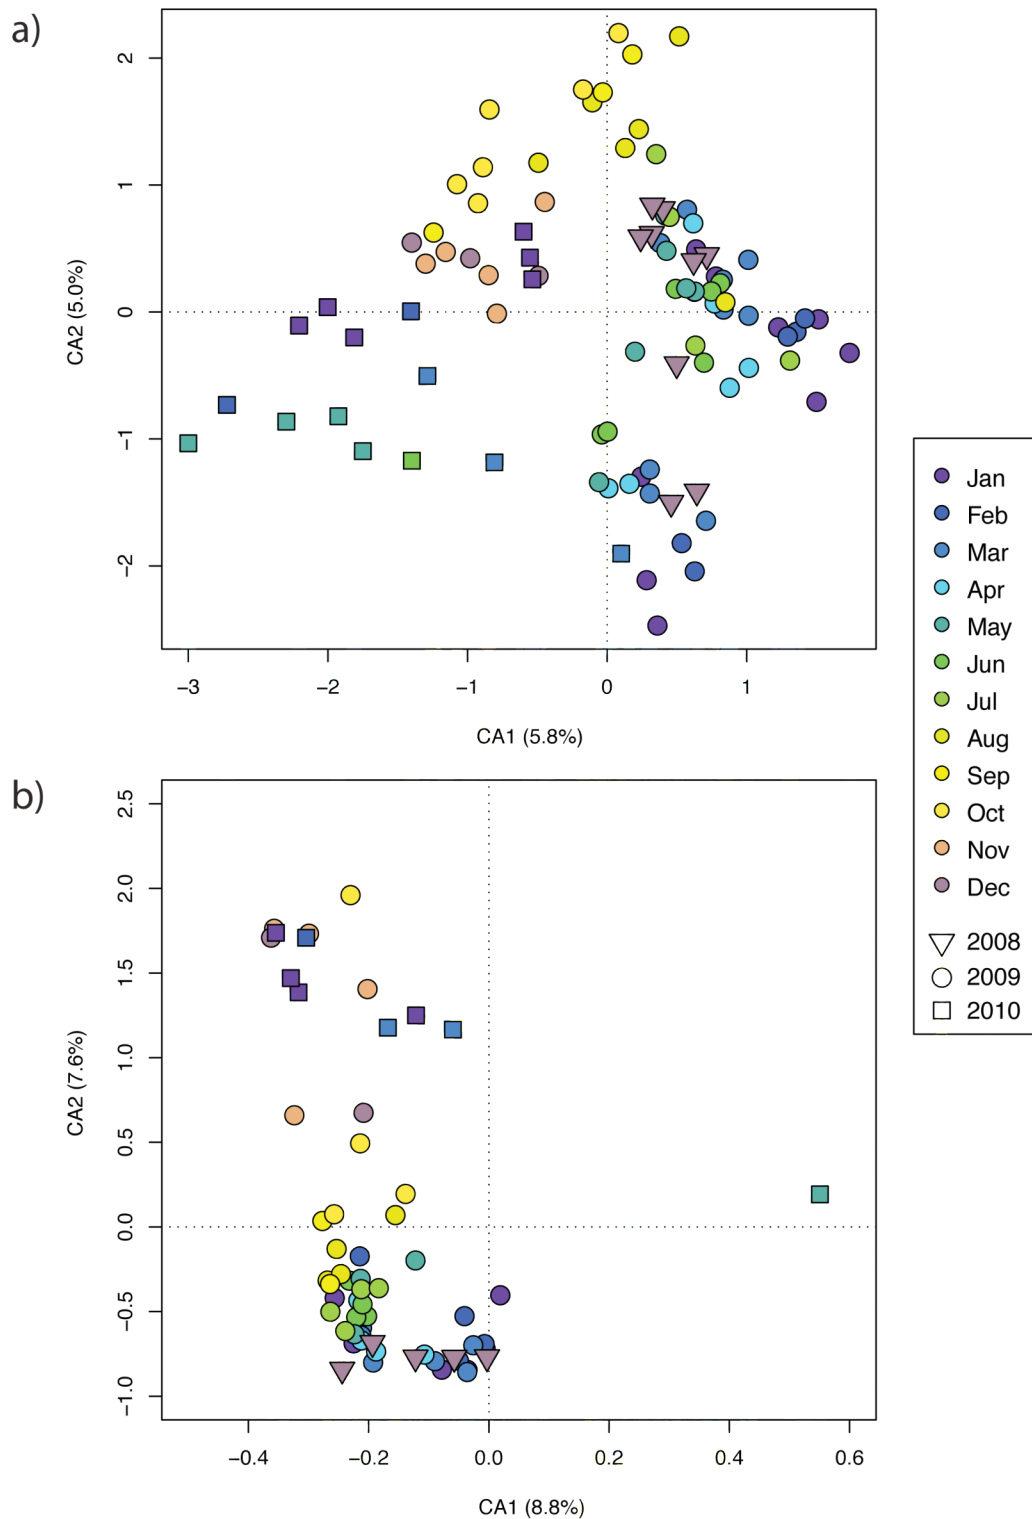 a)
2
1
0
−1
−2
CA2 (5.0%)
−3 −2 −1 0 1
CA1 (5.8%)
Jan
Feb
Mar
Apr
May
Jun
Jul
Aug
Sep
Oct
Nov
Dec
2008
2009
2010
b)
2.5
2.0
1.5
1.0
0.5
0.0
−0.5
−1.0
CA2 (7.6%)
−0.4 −0.2 0.0 0.2 0.4 0.6
CA1 (8.8%)